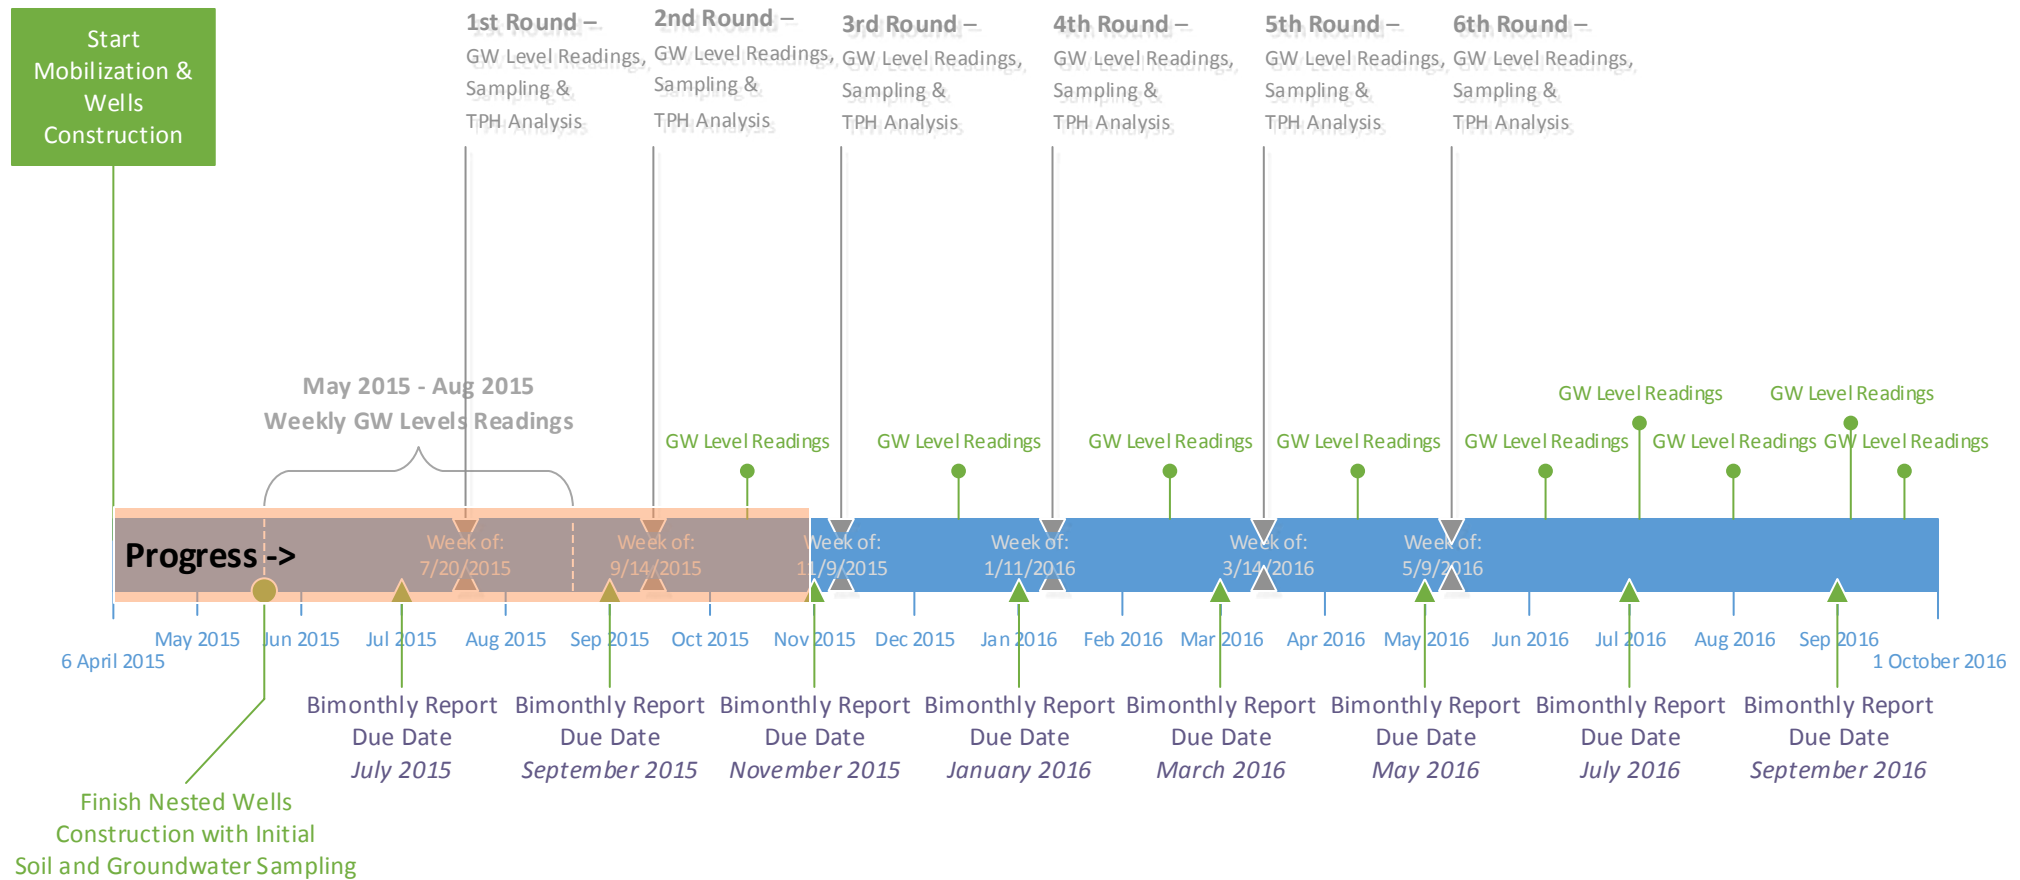 Start
Mobilization &
Wells
Construction
1st Round –
GW Level Readings,
Sampling &
TPH Analysis
2nd Round –
GW Level Readings,
Sampling &
TPH Analysis
3rd Round –
GW Level Readings,
Sampling &
TPH Analysis
4th Round –
GW Level Readings,
Sampling &
TPH Analysis
5th Round –
GW Level Readings,
Sampling &
TPH Analysis
6th Round –
GW Level Readings,
Sampling &
TPH Analysis
May 2015 - Aug 2015
Weekly GW Levels Readings
GW Level Readings
GW Level Readings
GW Level Readings
GW Level Readings
GW Level Readings
GW Level Readings
GW Level Readings
GW Level Readings
GW Level Readings
Progress ->
Week of:
7/20/2015
Week of:
9/14/2015
Week of:
11/9/2015
Week of:
1/11/2016
Week of:
3/14/2016
Week of:
5/9/2016
6 April 2015
May 2015
Jun 2015
Jul 2015
Aug 2015
Sep 2015
Oct 2015
Nov 2015
Dec 2015
Jan 2016
Feb 2016
Mar 2016
Apr 2016
May 2016
Jun 2016
Jul 2016
Aug 2016
Sep 2016
1 October 2016
Bimonthly Report
Due Date
July 2015
Bimonthly Report
Due Date
September 2015
Bimonthly Report
Due Date
November 2015
Bimonthly Report
Due Date
January 2016
Bimonthly Report
Due Date
March 2016
Bimonthly Report
Due Date
May 2016
Bimonthly Report
Due Date
July 2016
Bimonthly Report
Due Date
September 2016
Finish Nested Wells
Construction with Initial
Soil and Groundwater Sampling